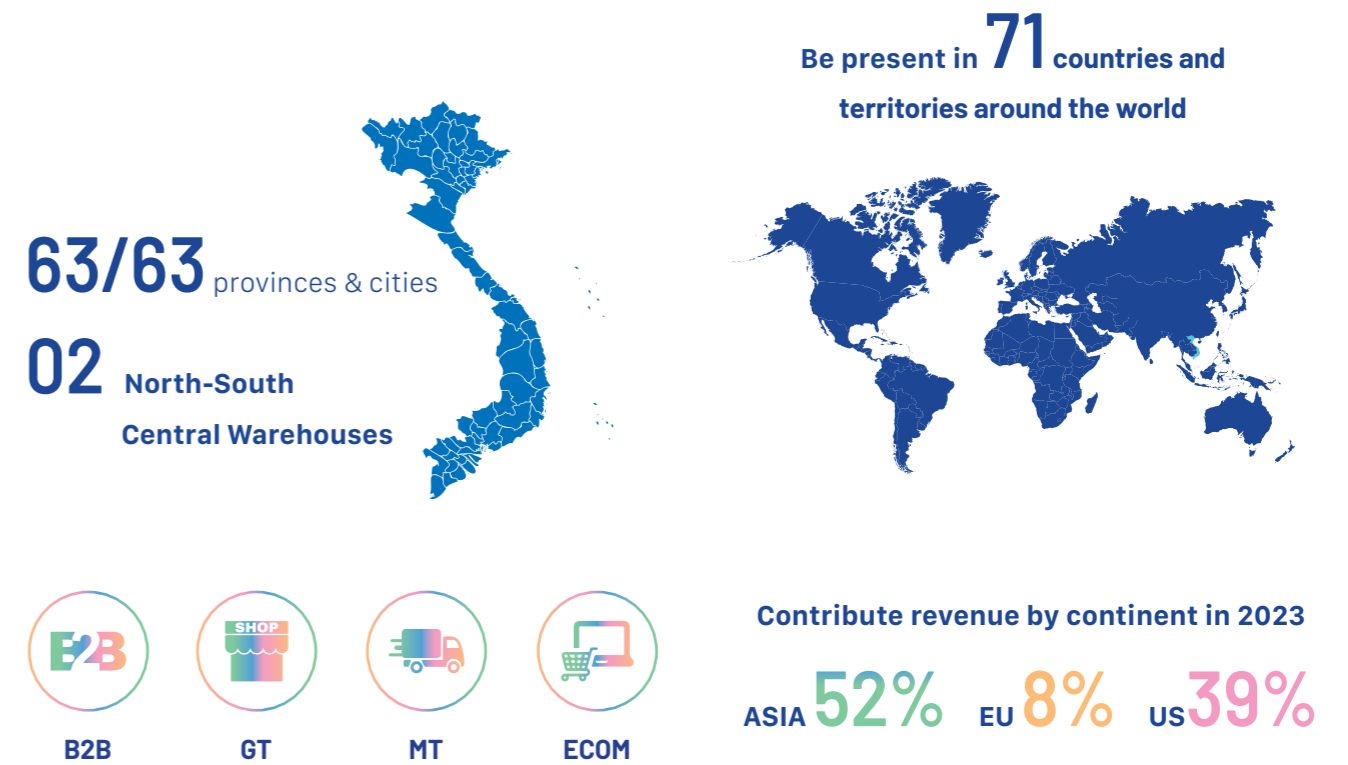 63/63 provinces & cities
02 North-South
Central Warehouses
B2B
SHOP
B2B
GT
MT
ECOM
Be present in 71 countries and
territories around the world
Contribute revenue by continent in 2023
ASIA 52% EU 8% US 39%